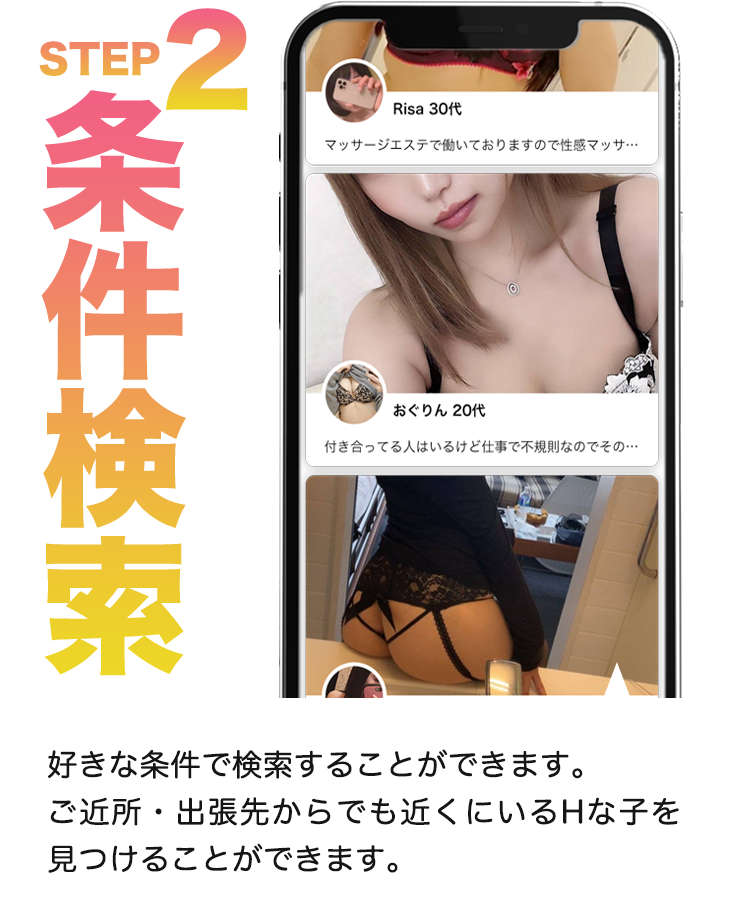 STEP 2
条件検索
Risa 30代
マッサージエステで働いておりますので性感マッサ…
おぐりん 20代
付き合ってる人はいるけど仕事で不規則なのでその…
好きな条件で検索することができます。
ご近所・出張先からでも近くにいるHな子を
見つけることができます。